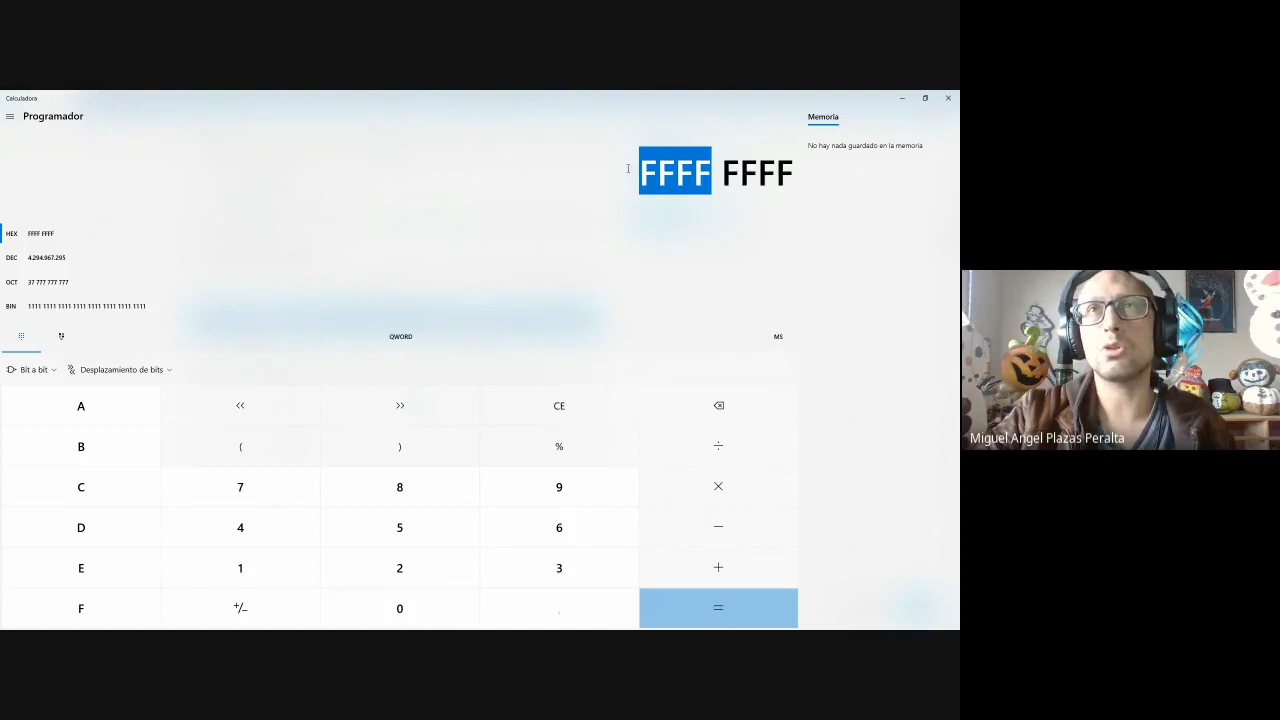 Calculadora
Programador
Memoria
No hay nada guardado en la memoria
FFFF FFFF
HEX FFFF FFFF
DEC 4.294.967.295
OCT 37 777 777 777
BIN 1111 1111 1111 1111 1111 1111 1111 1111
QWORD MS
Bit a bit Desplazamiento de bits
A << >> CE
B ( ) % ÷
C 7 8 9 ×
D 4 5 6 −
E 1 2 3 +
F +/− 0 , =
Miguel Angel Plazas Peralta